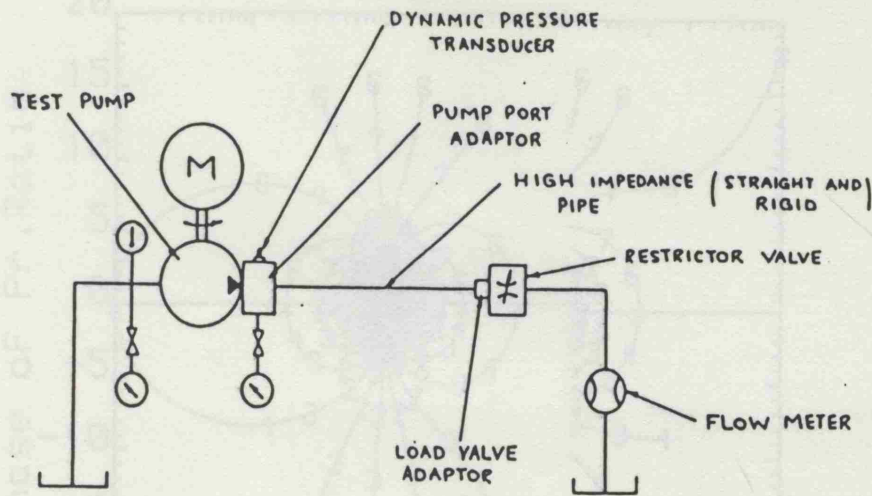 DYNAMIC PRESSURE
TRANSDUCER
TEST PUMP
PUMP PORT
ADAPTOR
M
HIGH IMPEDANCE (STRAIGHT AND
PIPE RIGID)
RESTRICTOR VALVE
FLOW METER
LOAD VALVE
ADAPTOR